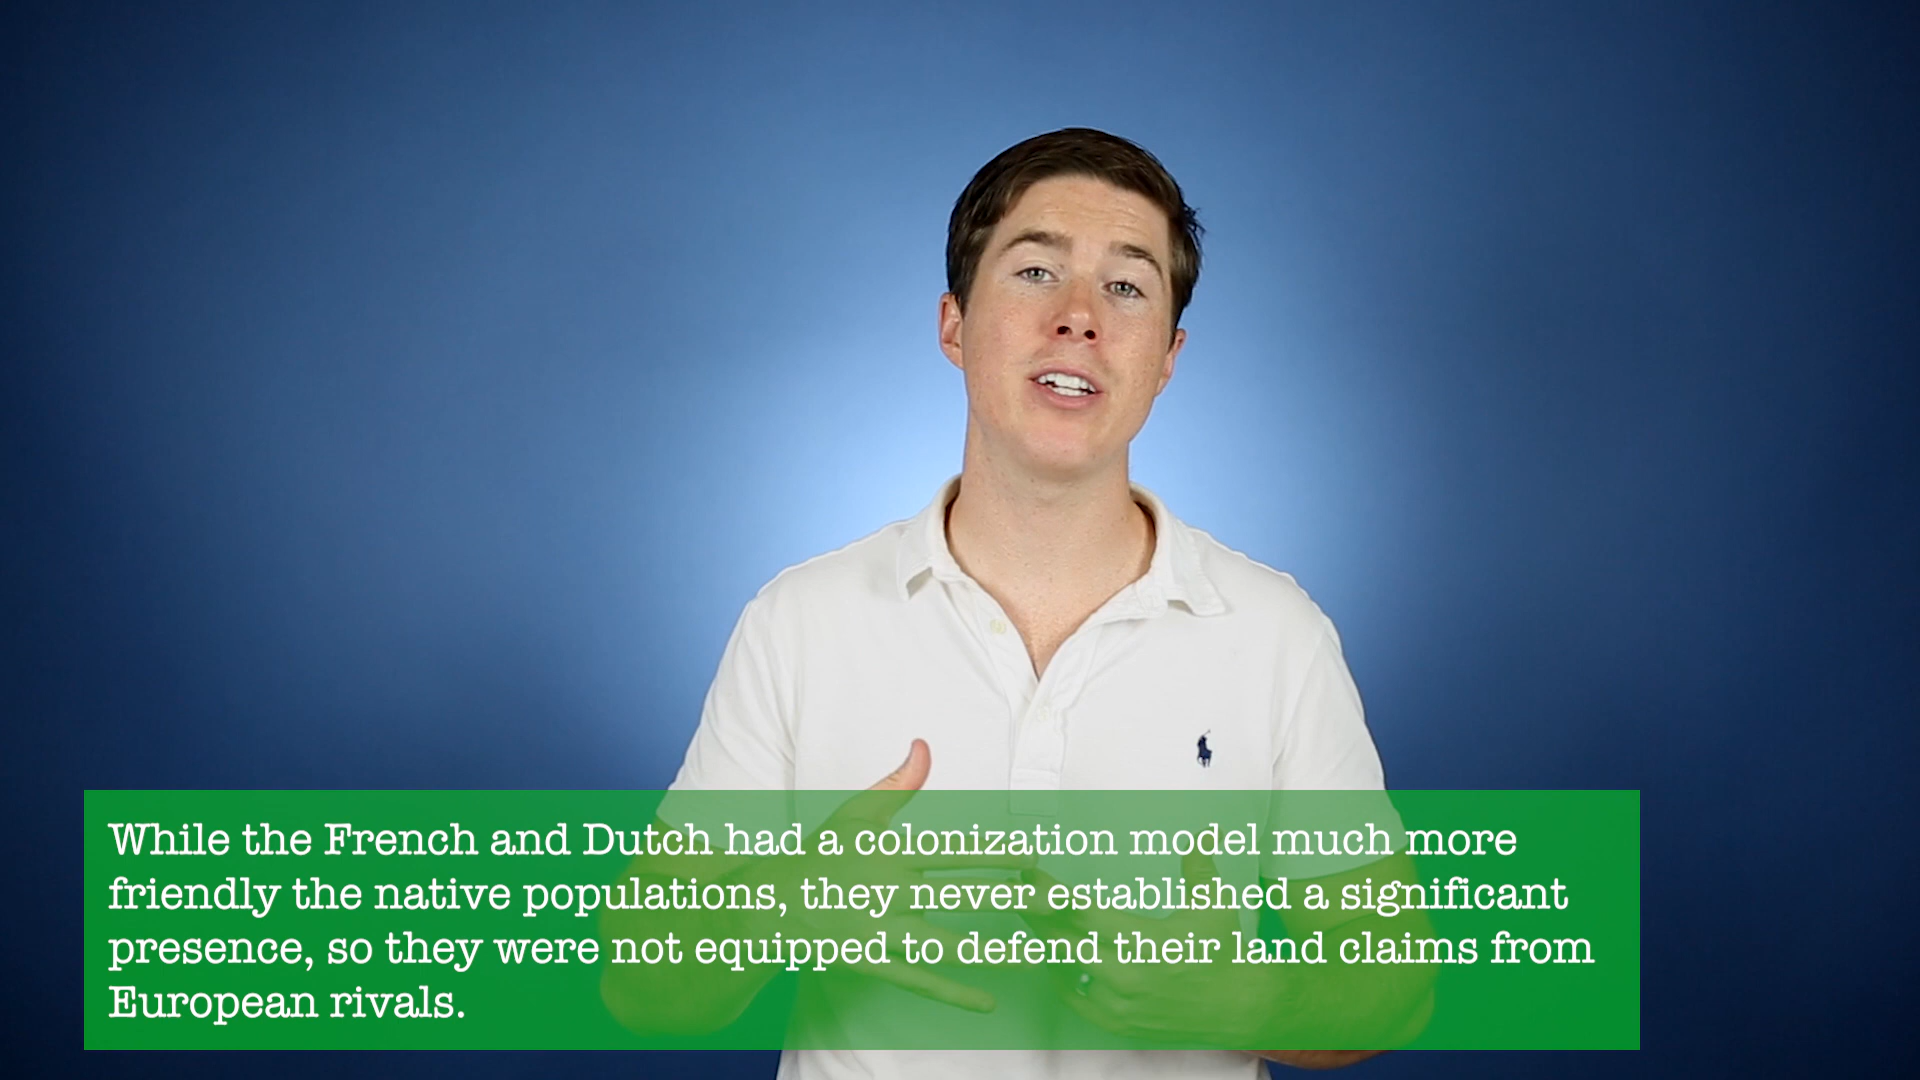 While the French and Dutch had a colonization model much more
friendly the native populations, they never established a significant
presence, so they were not equipped to defend their land claims from
European rivals.